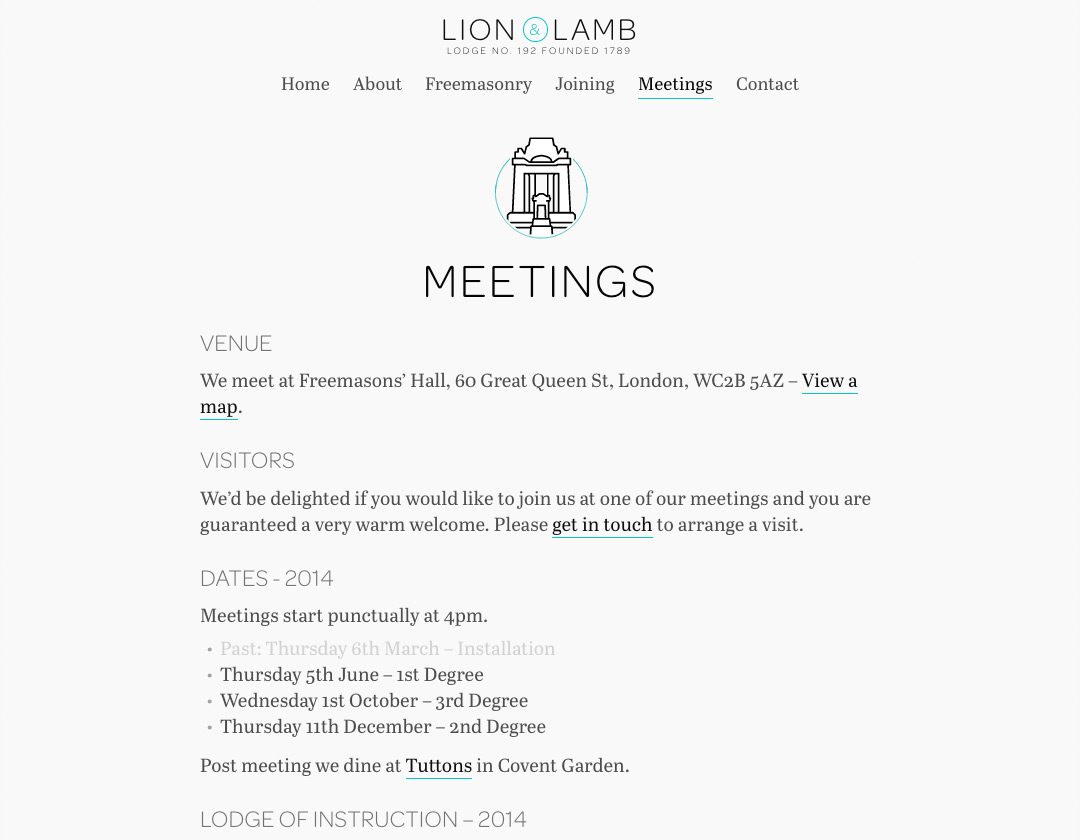 LION & LAMB
LODGE NO. 192 FOUNDED 1789
Home About Freemasonry Joining Meetings Contact
MEETINGS
VENUE
We meet at Freemasons’ Hall, 60 Great Queen St, London, WC2B 5AZ – View a
map.
VISITORS
We’d be delighted if you would like to join us at one of our meetings and you are
guaranteed a very warm welcome. Please get in touch to arrange a visit.
DATES - 2014
Meetings start punctually at 4pm.
• Past: Thursday 6th March – Installation
• Thursday 5th June – 1st Degree
• Wednesday 1st October – 3rd Degree
• Thursday 11th December – 2nd Degree
Post meeting we dine at Tuttons in Covent Garden.
LODGE OF INSTRUCTION – 2014